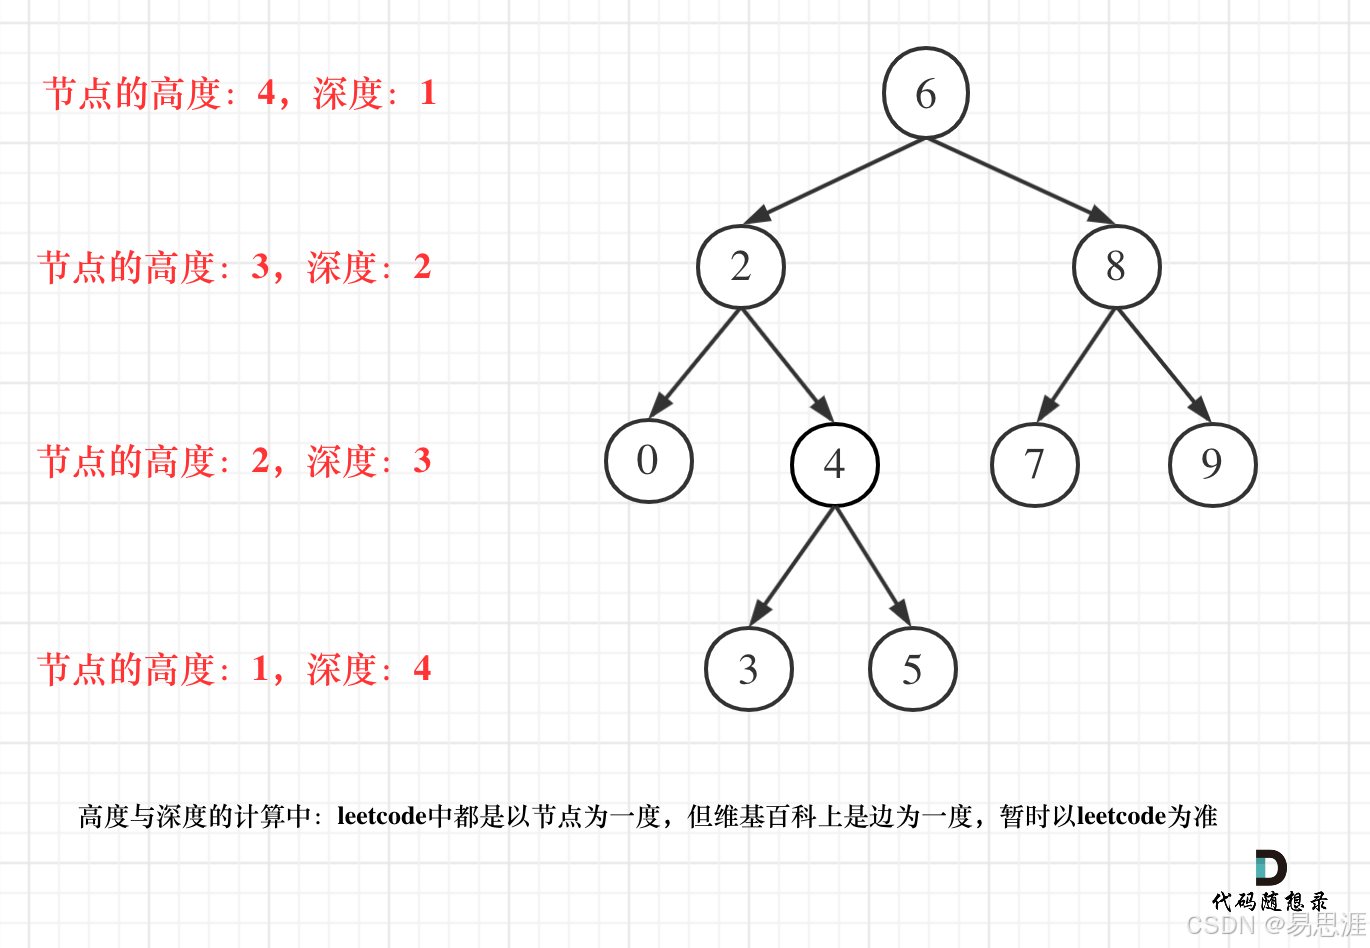 节点的高度：4，深度：1
6
节点的高度：3，深度：2
2
8
节点的高度：2，深度：3
0
4
7
9
节点的高度：1，深度：4
3
5
高度与深度的计算中：leetcode中都是以节点为一度，但维基百科上是边为一度，暂时以leetcode为准
代码随想录
CSDN @易思涯